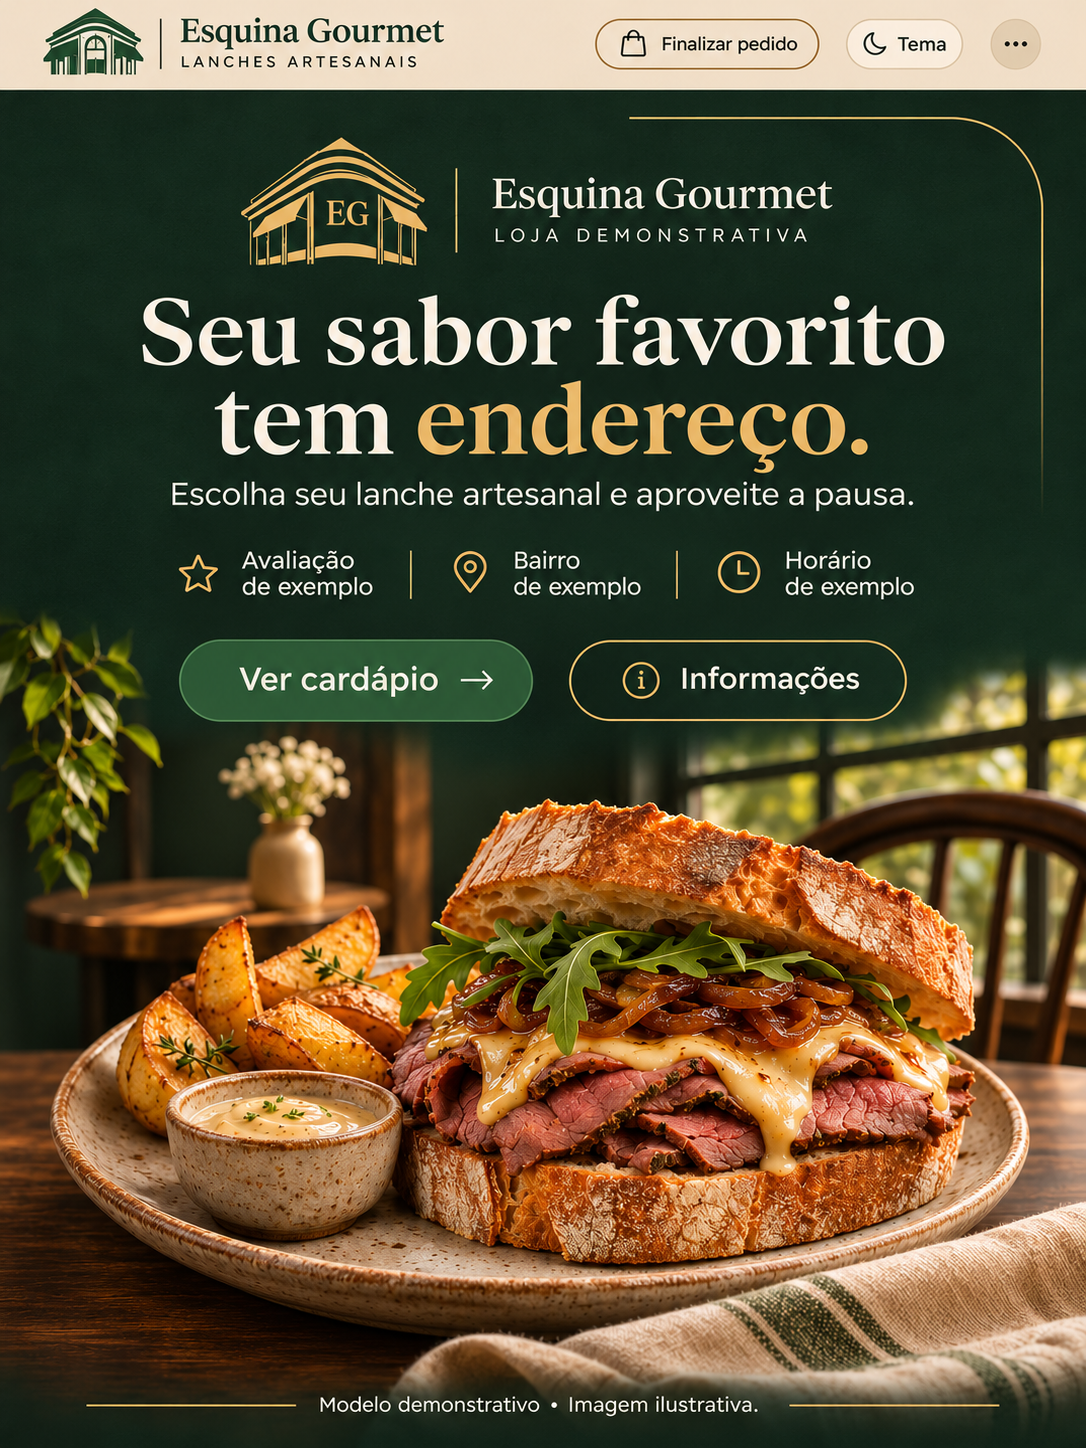 Esquina Gourmet
LANCHES ARTESANAIS
Finalizar pedido
Tema
EG
Esquina Gourmet
LOJA DEMONSTRATIVA
Seu sabor favorito
tem endereço.
Escolha seu lanche artesanal e aproveite a pausa.
Avaliação
de exemplo
Bairro
de exemplo
Horário
de exemplo
Ver cardápio →
i Informações
Modelo demonstrativo • Imagem ilustrativa.